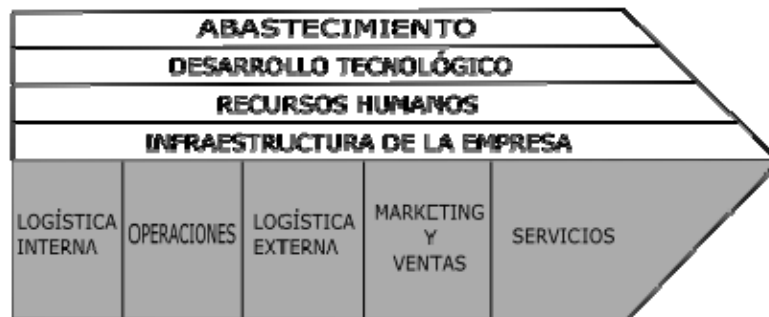 ABASTECIMIENTO
DESARROLLO TECNOLÓGICO
RECURSOS HUMANOS
INFRAESTRUCTURA DE LA EMPRESA
LOGÍSTICA
INTERNA
OPERACIONES
LOGÍSTICA
EXTERNA
MARKETING
Y
VENTAS
SERVICIOS